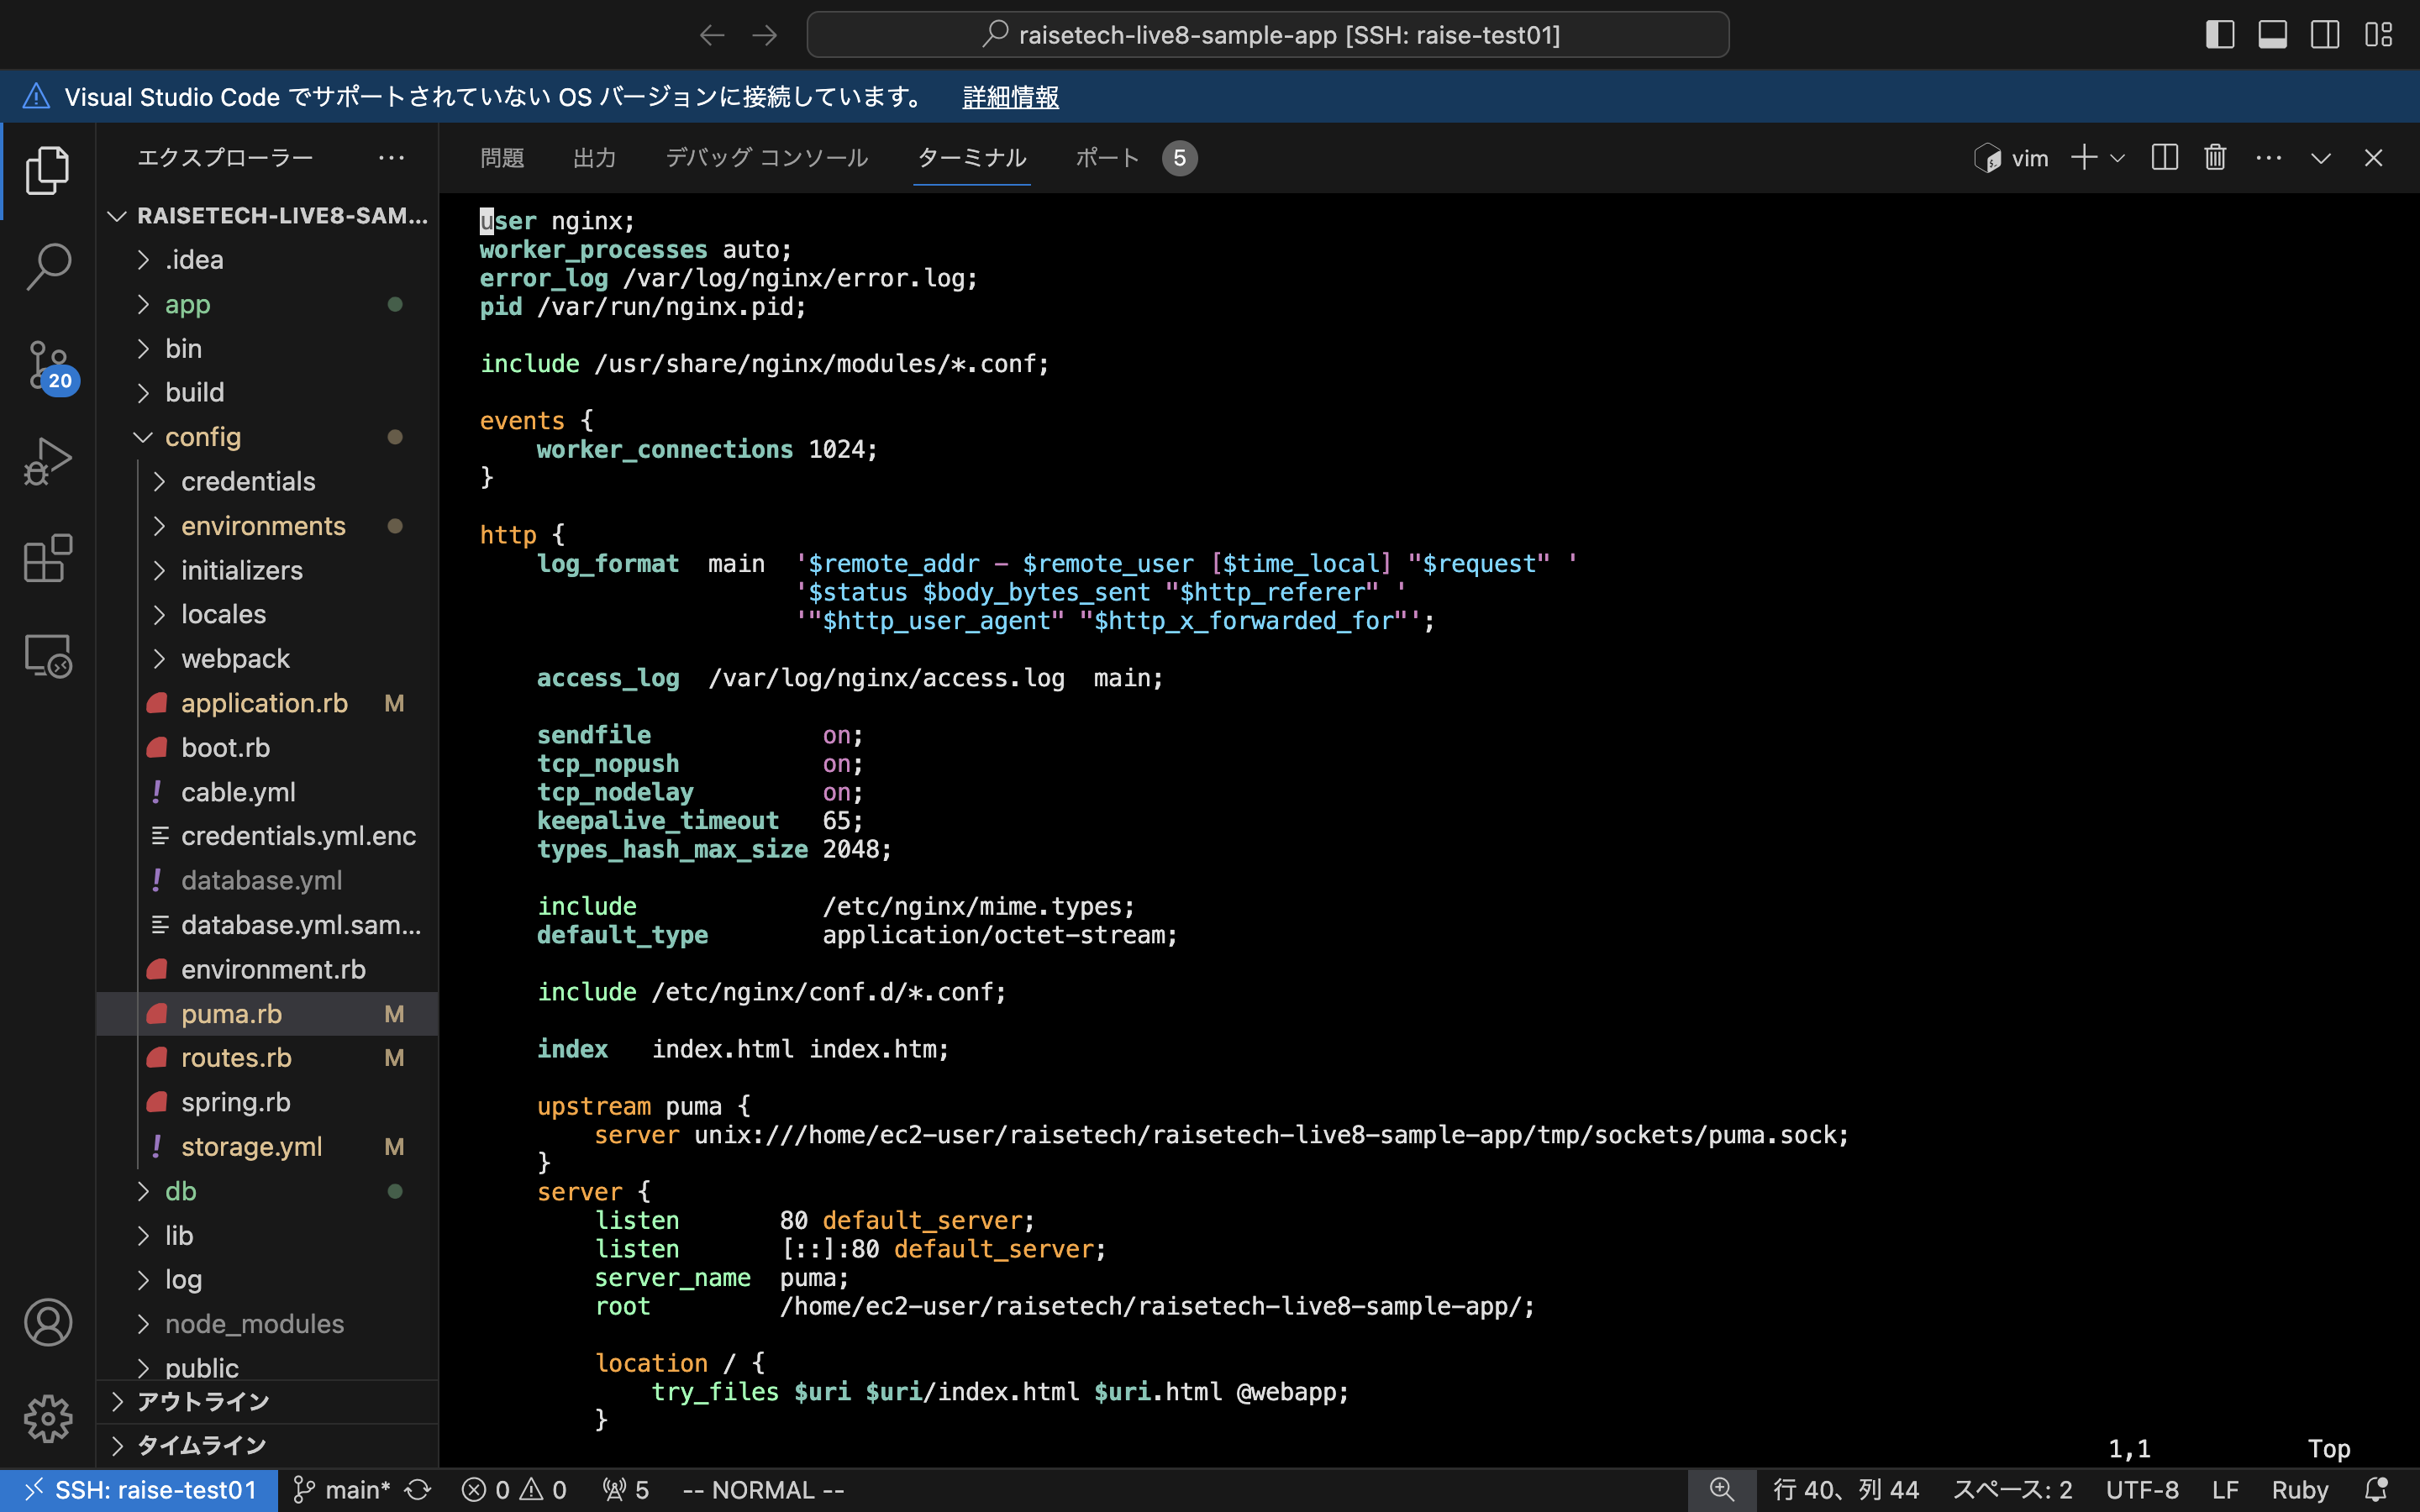 raisetech-live8-sample-app [SSH: raise-test01]
Visual Studio Code でサポートされていない OS バージョンに接続しています。 詳細情報
エクスプローラー
RAISETECH-LIVE8-SAM...
.idea
app
bin
build
config
credentials
environments
initializers
locales
webpack
application.rb M
boot.rb
! cable.yml
credentials.yml.enc
! database.yml
database.yml.sam...
environment.rb
puma.rb M
routes.rb M
spring.rb
! storage.yml M
db
lib
log
node_modules
public
アウトライン
タイムライン
20
問題 出力 デバッグ コンソール ターミナル ポート 5
vim
user nginx;
worker_processes auto;
error_log /var/log/nginx/error.log;
pid /var/run/nginx.pid;
include /usr/share/nginx/modules/*.conf;
events {
    worker_connections 1024;
}
http {
    log_format  main  '$remote_addr - $remote_user [$time_local] "$request" '
                      '$status $body_bytes_sent "$http_referer" '
                      '"$http_user_agent" "$http_x_forwarded_for"';
    access_log  /var/log/nginx/access.log  main;
    sendfile            on;
    tcp_nopush          on;
    tcp_nodelay         on;
    keepalive_timeout   65;
    types_hash_max_size 2048;
    include             /etc/nginx/mime.types;
    default_type        application/octet-stream;
    include /etc/nginx/conf.d/*.conf;
    index   index.html index.htm;
    upstream puma {
        server unix:///home/ec2-user/raisetech/raisetech-live8-sample-app/tmp/sockets/puma.sock;
    }
    server {
        listen       80 default_server;
        listen       [::]:80 default_server;
        server_name  puma;
        root         /home/ec2-user/raisetech/raisetech-live8-sample-app/;
        location / {
            try_files $uri $uri/index.html $uri.html @webapp;
        }
1,1 Top
SSH: raise-test01 main* 0 0 5 -- NORMAL -- 行 40、列 44 スペース: 2 UTF-8 LF Ruby